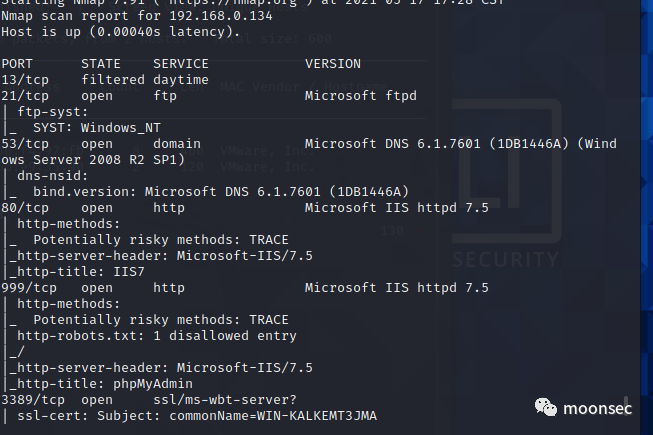 Starting Nmap 7.91 ( https://nmap.org ) at 2021-05-17 17:28 CST
Nmap scan report for 192.168.0.134
Host is up (0.00040s latency).
PORT STATE SERVICE VERSION
13/tcp filtered daytime
21/tcp open ftp Microsoft ftpd
| ftp-syst:
|_ SYST: Windows_NT
53/tcp open domain Microsoft DNS 6.1.7601 (1DB1446A) (Wind
ows Server 2008 R2 SP1)
| dns-nsid:
|_ bind.version: Microsoft DNS 6.1.7601 (1DB1446A)
80/tcp open http Microsoft IIS httpd 7.5
| http-methods:
|_ Potentially risky methods: TRACE
|_http-server-header: Microsoft-IIS/7.5
|_http-title: IIS7
999/tcp open http Microsoft IIS httpd 7.5
| http-methods:
|_ Potentially risky methods: TRACE
| http-robots.txt: 1 disallowed entry
|_/
|_http-server-header: Microsoft-IIS/7.5
|_http-title: phpMyAdmin
3389/tcp open ssl/ms-wbt-server?
| ssl-cert: Subject: commonName=WIN-KALKEMT3JMA
SECURITY
moonsec